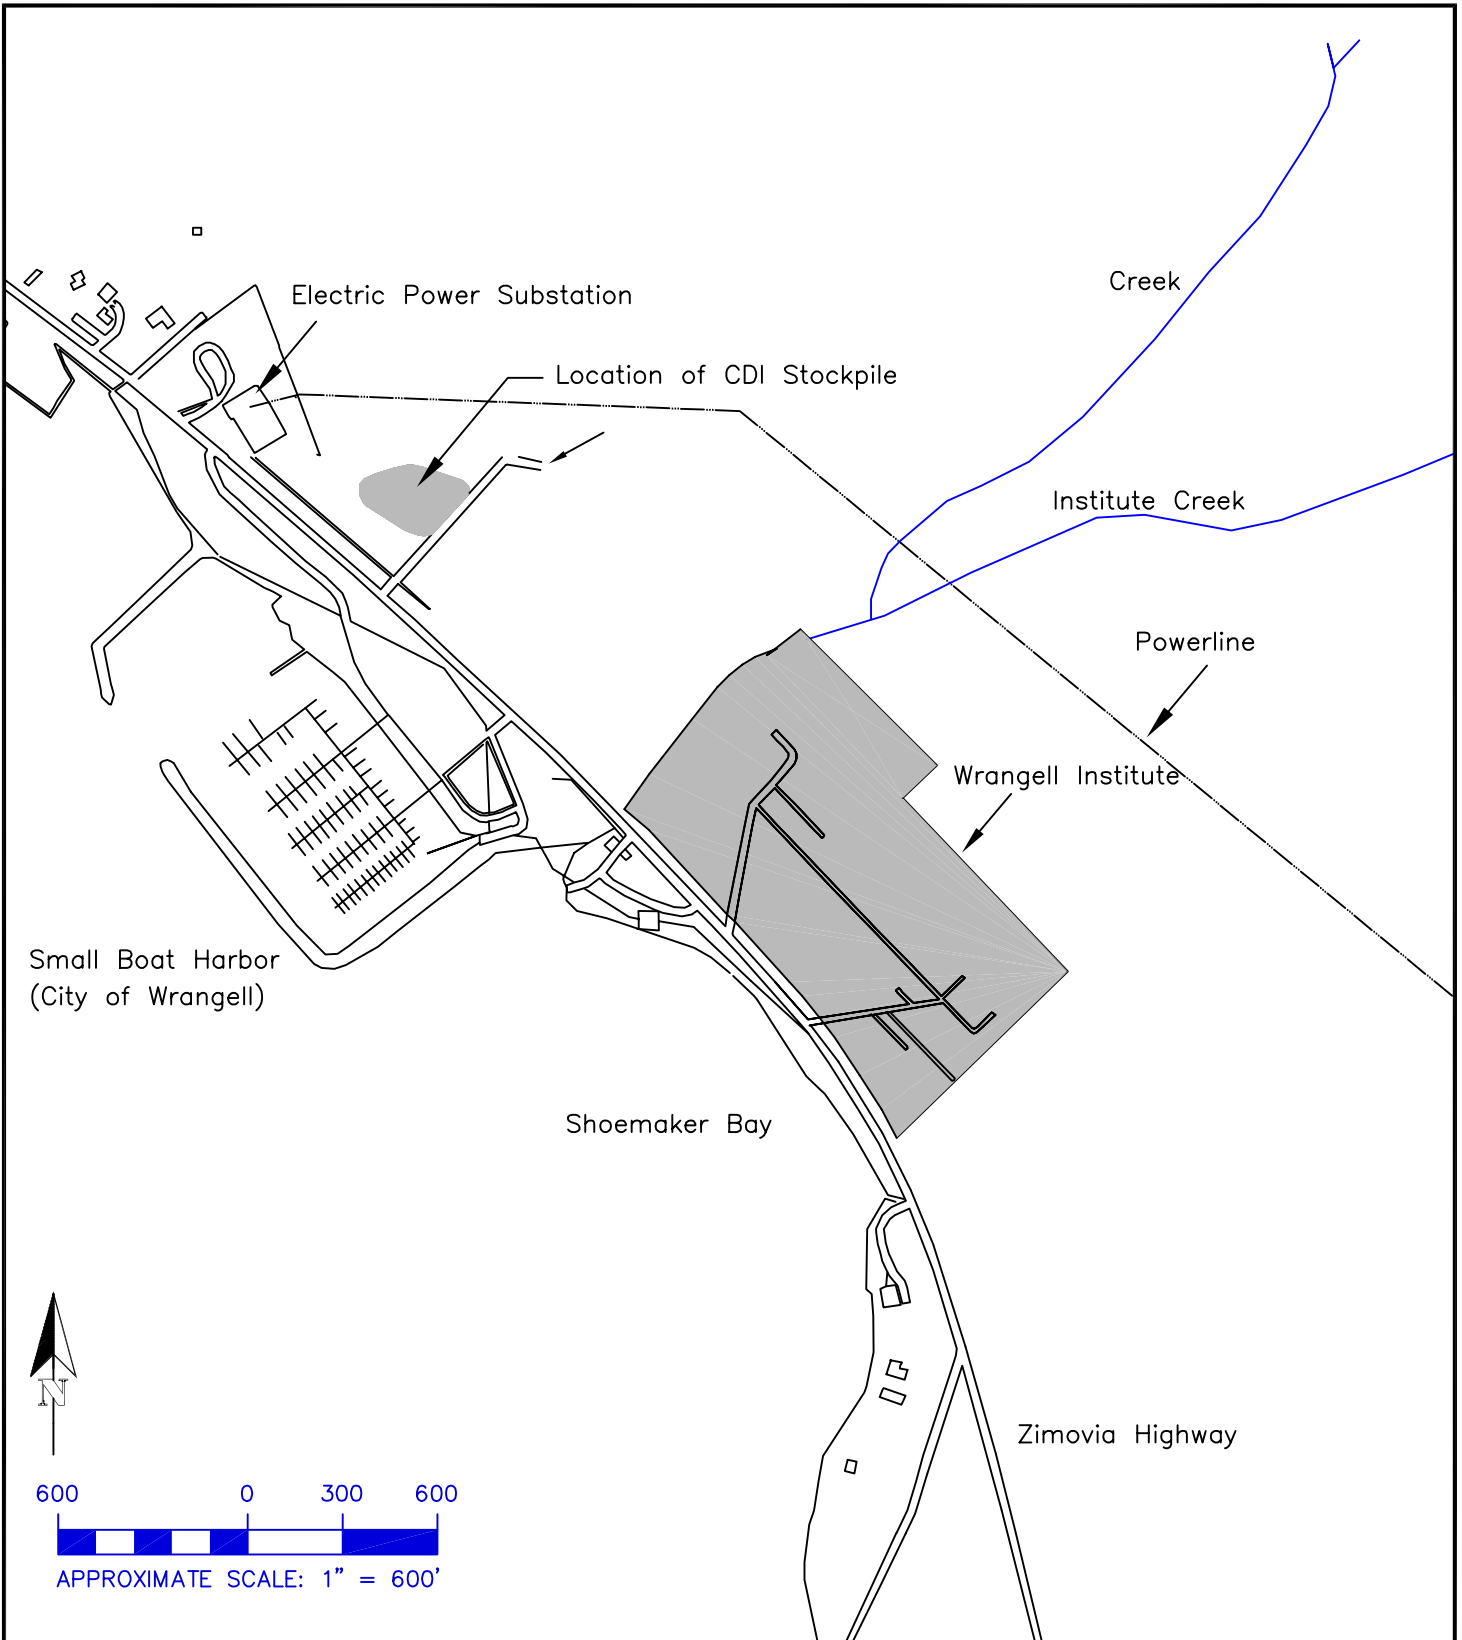 Creek
Electric Power Substation
Location of CDI Stockpile
Institute Creek
Powerline
Wrangell Institute
Small Boat Harbor
(City of Wrangell)
Shoemaker Bay
N
Zimovia Highway
600 0 300 600
APPROXIMATE SCALE: 1" = 600'